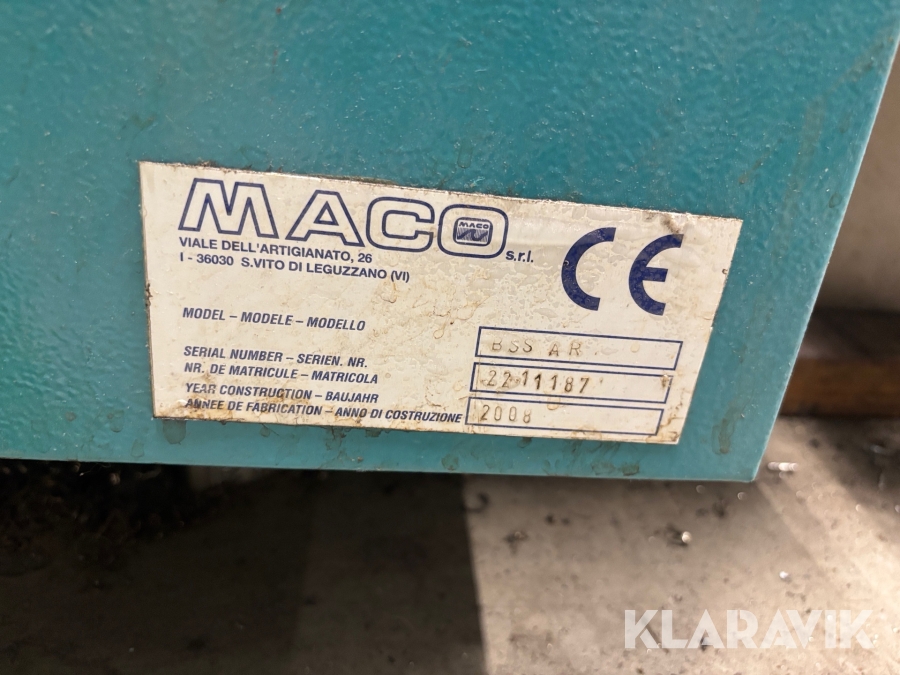 MACO MACO s.r.l.
VIALE DELL'ARTIGIANATO, 26
I - 36030 S.VITO DI LEGUZZANO (VI)
CE
MODEL – MODELE – MODELLO
BSS AR
SERIAL NUMBER – SERIEN. NR.
NR. DE MATRICULE – MATRICOLA
2211187
YEAR CONSTRUCTION – BAUJAHR
ANNEE DE FABRICATION – ANNO DI COSTRUZIONE
2008
KLARAVIK